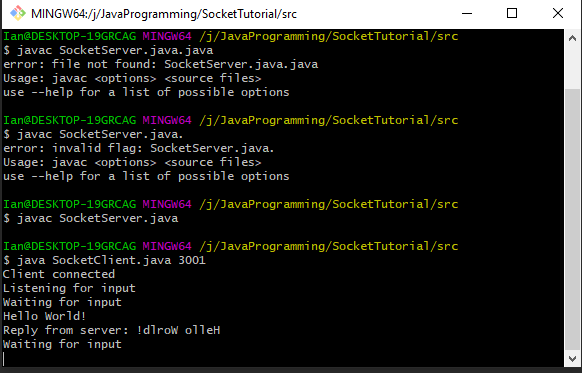 MINGW64:/j/JavaProgramming/SocketTutorial/src
Ian@DESKTOP-19GRCAG MINGW64 /j/JavaProgramming/SocketTutorial/src
$ javac SocketServer.java.java
error: file not found: SocketServer.java.java
Usage: javac <options> <source files>
use --help for a list of possible options
Ian@DESKTOP-19GRCAG MINGW64 /j/JavaProgramming/SocketTutorial/src
$ javac SocketServer.java.
error: invalid flag: SocketServer.java.
Usage: javac <options> <source files>
use --help for a list of possible options
Ian@DESKTOP-19GRCAG MINGW64 /j/JavaProgramming/SocketTutorial/src
$ javac SocketServer.java
Ian@DESKTOP-19GRCAG MINGW64 /j/JavaProgramming/SocketTutorial/src
$ java SocketClient.java 3001
Client connected
Listening for input
Waiting for input
Hello World!
Reply from server: !dlroW olleH
Waiting for input